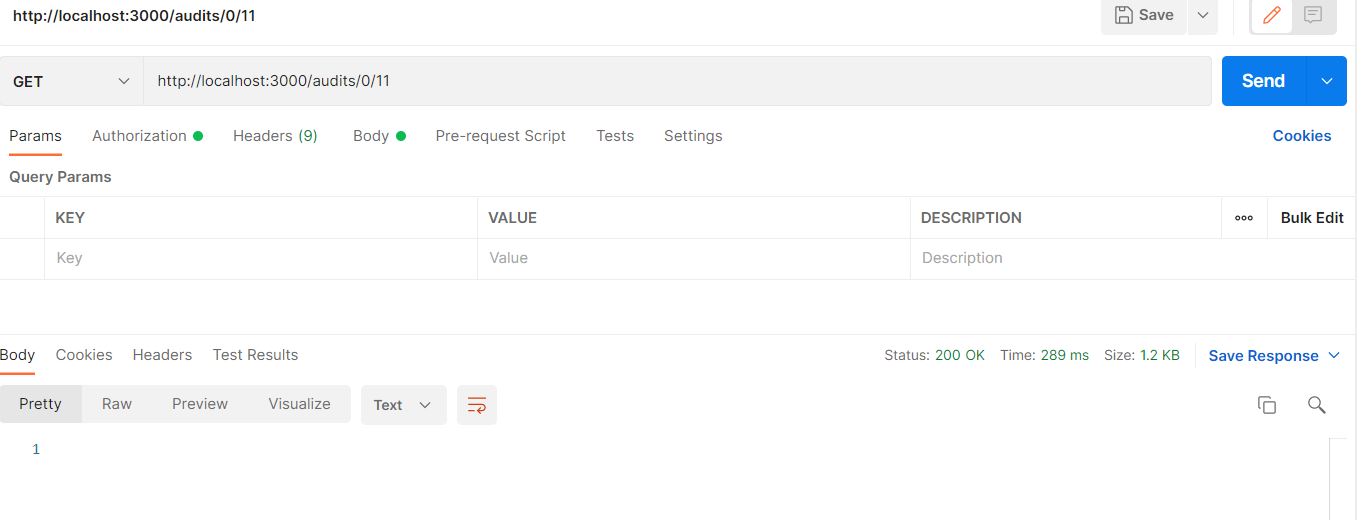 http://localhost:3000/audits/0/11
Save
GET
http://localhost:3000/audits/0/11
Send
Params Authorization Headers (9) Body Pre-request Script Tests Settings Cookies
Query Params
KEY VALUE DESCRIPTION Bulk Edit
Key Value Description
Body Cookies Headers Test Results Status: 200 OK Time: 289 ms Size: 1.2 KB Save Response
Pretty Raw Preview Visualize Text
1